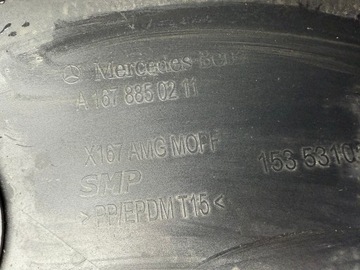 Mercedes Benz
A 167 885 02 11
X167 AMG MOPF
153 5310
SMP
> PP/EPDM T15 <